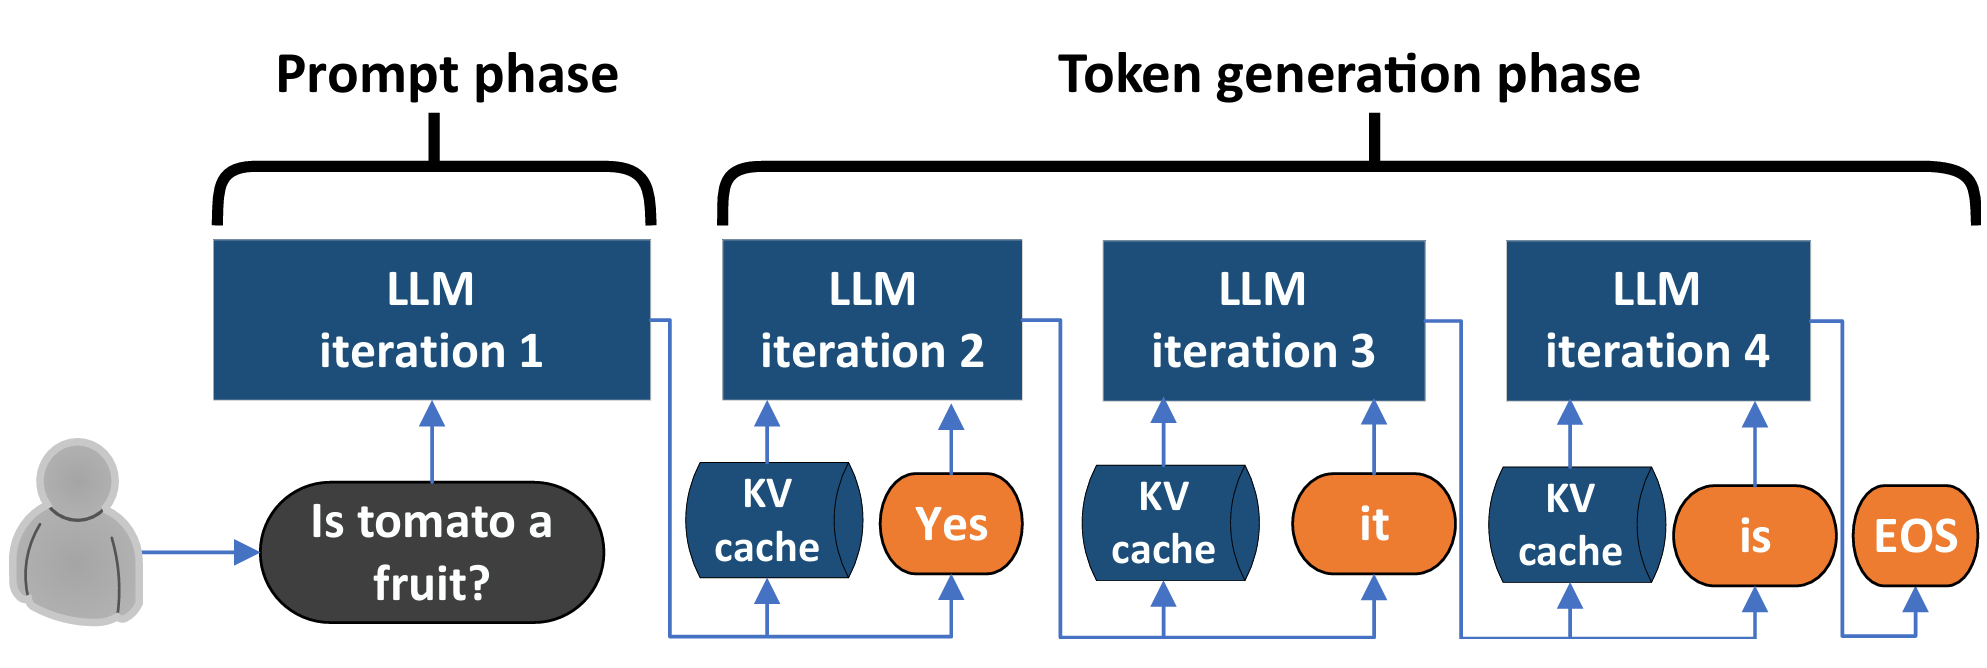 Prompt phase
Token generation phase
LLM
iteration 1
LLM
iteration 2
LLM
iteration 3
LLM
iteration 4
Is tomato a
fruit?
KV
cache
Yes
KV
cache
it
KV
cache
is
EOS